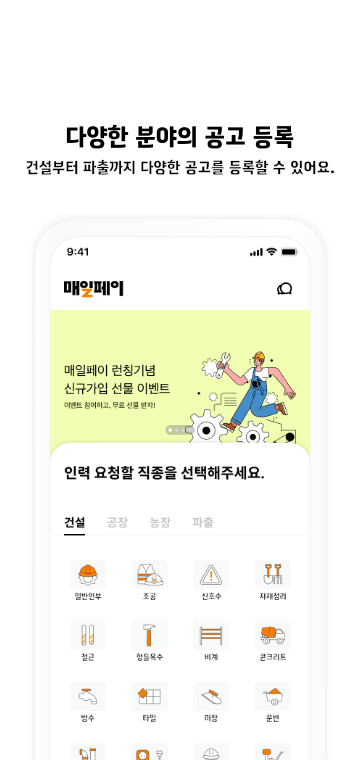 다양한 분야의 공고 등록
건설부터 파출까지 다양한 공고를 등록할 수 있어요.
9:41
매일페이
매일페이 런칭기념
신규가입 선물 이벤트
이벤트 참여하고, 무료 선물 받자!
인력 요청할 직종을 선택해주세요.
건설 공장 농장 파출
일반인부 조공 신호수 자재정리
철근 형틀목수 비계 콘크리트
방수 타일 미장 운반